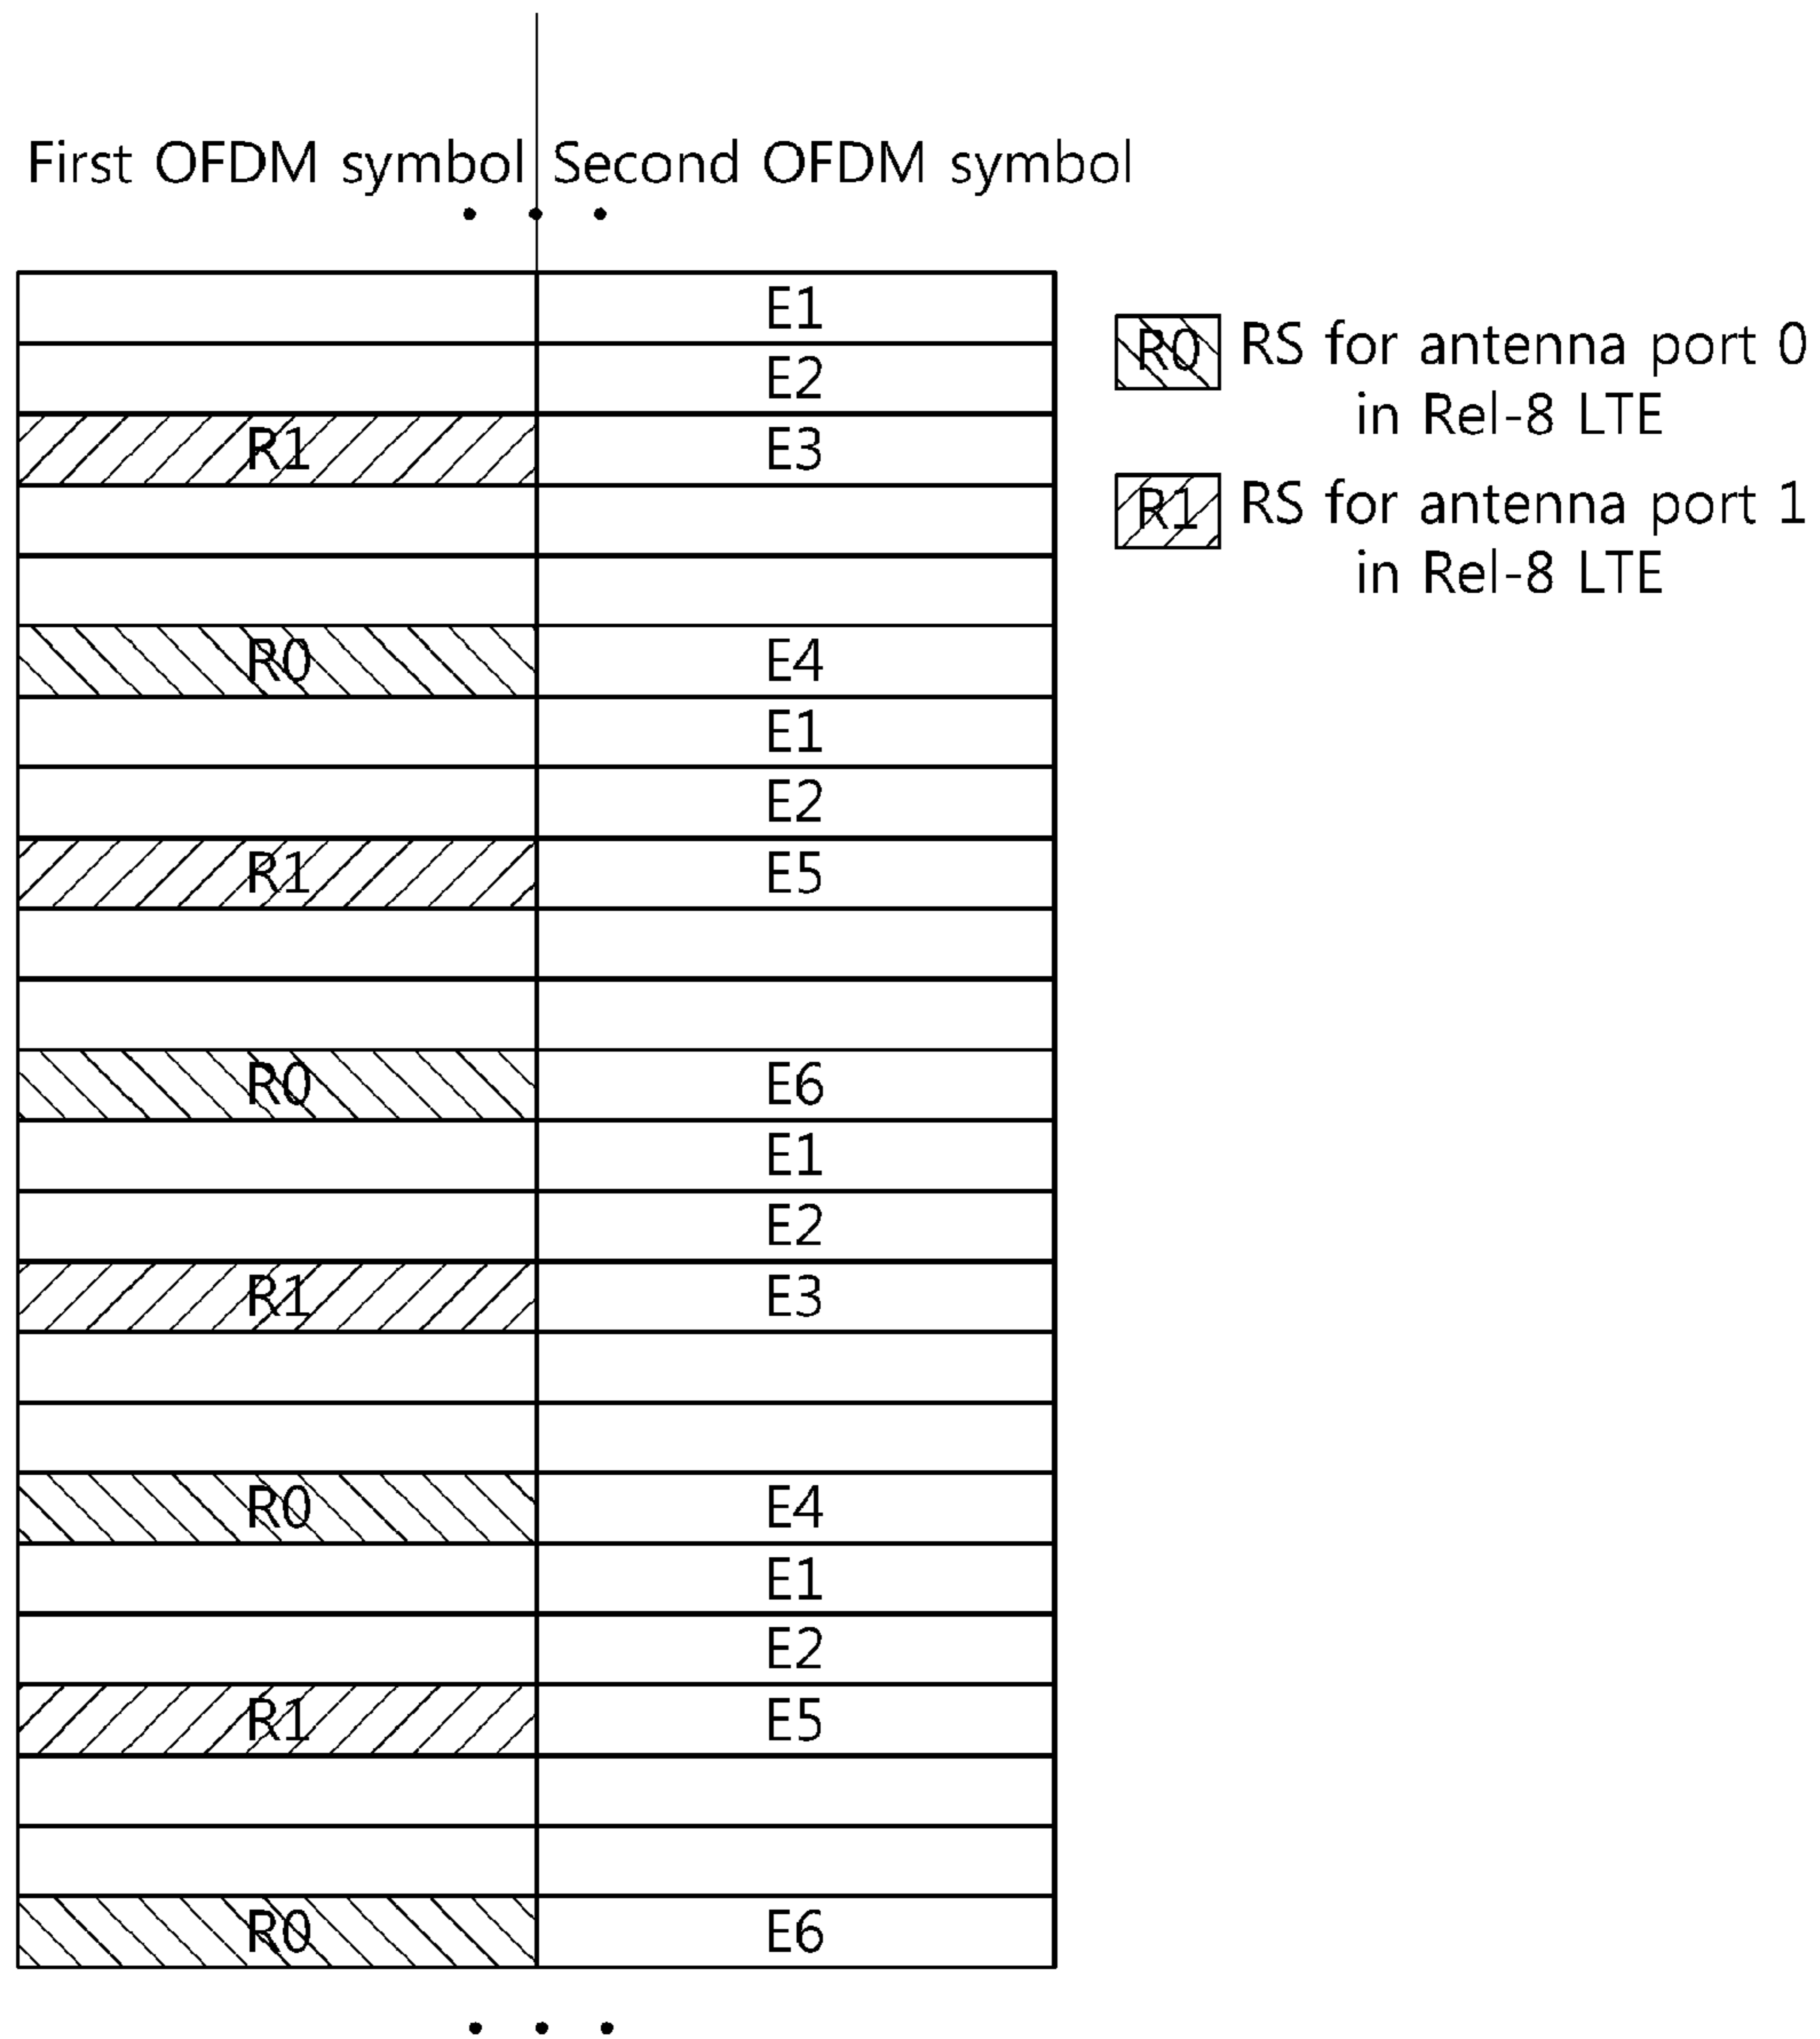 First OFDM symbol Second OFDM symbol
. . .
E1
E2
R1 E3
R0 E4
E1
E2
R1 E5
R0 E6
E1
E2
R1 E3
R0 E4
E1
E2
R1 E5
R0 E6
. . .
R0 RS for antenna port 0
in Rel-8 LTE
R1 RS for antenna port 1
in Rel-8 LTE